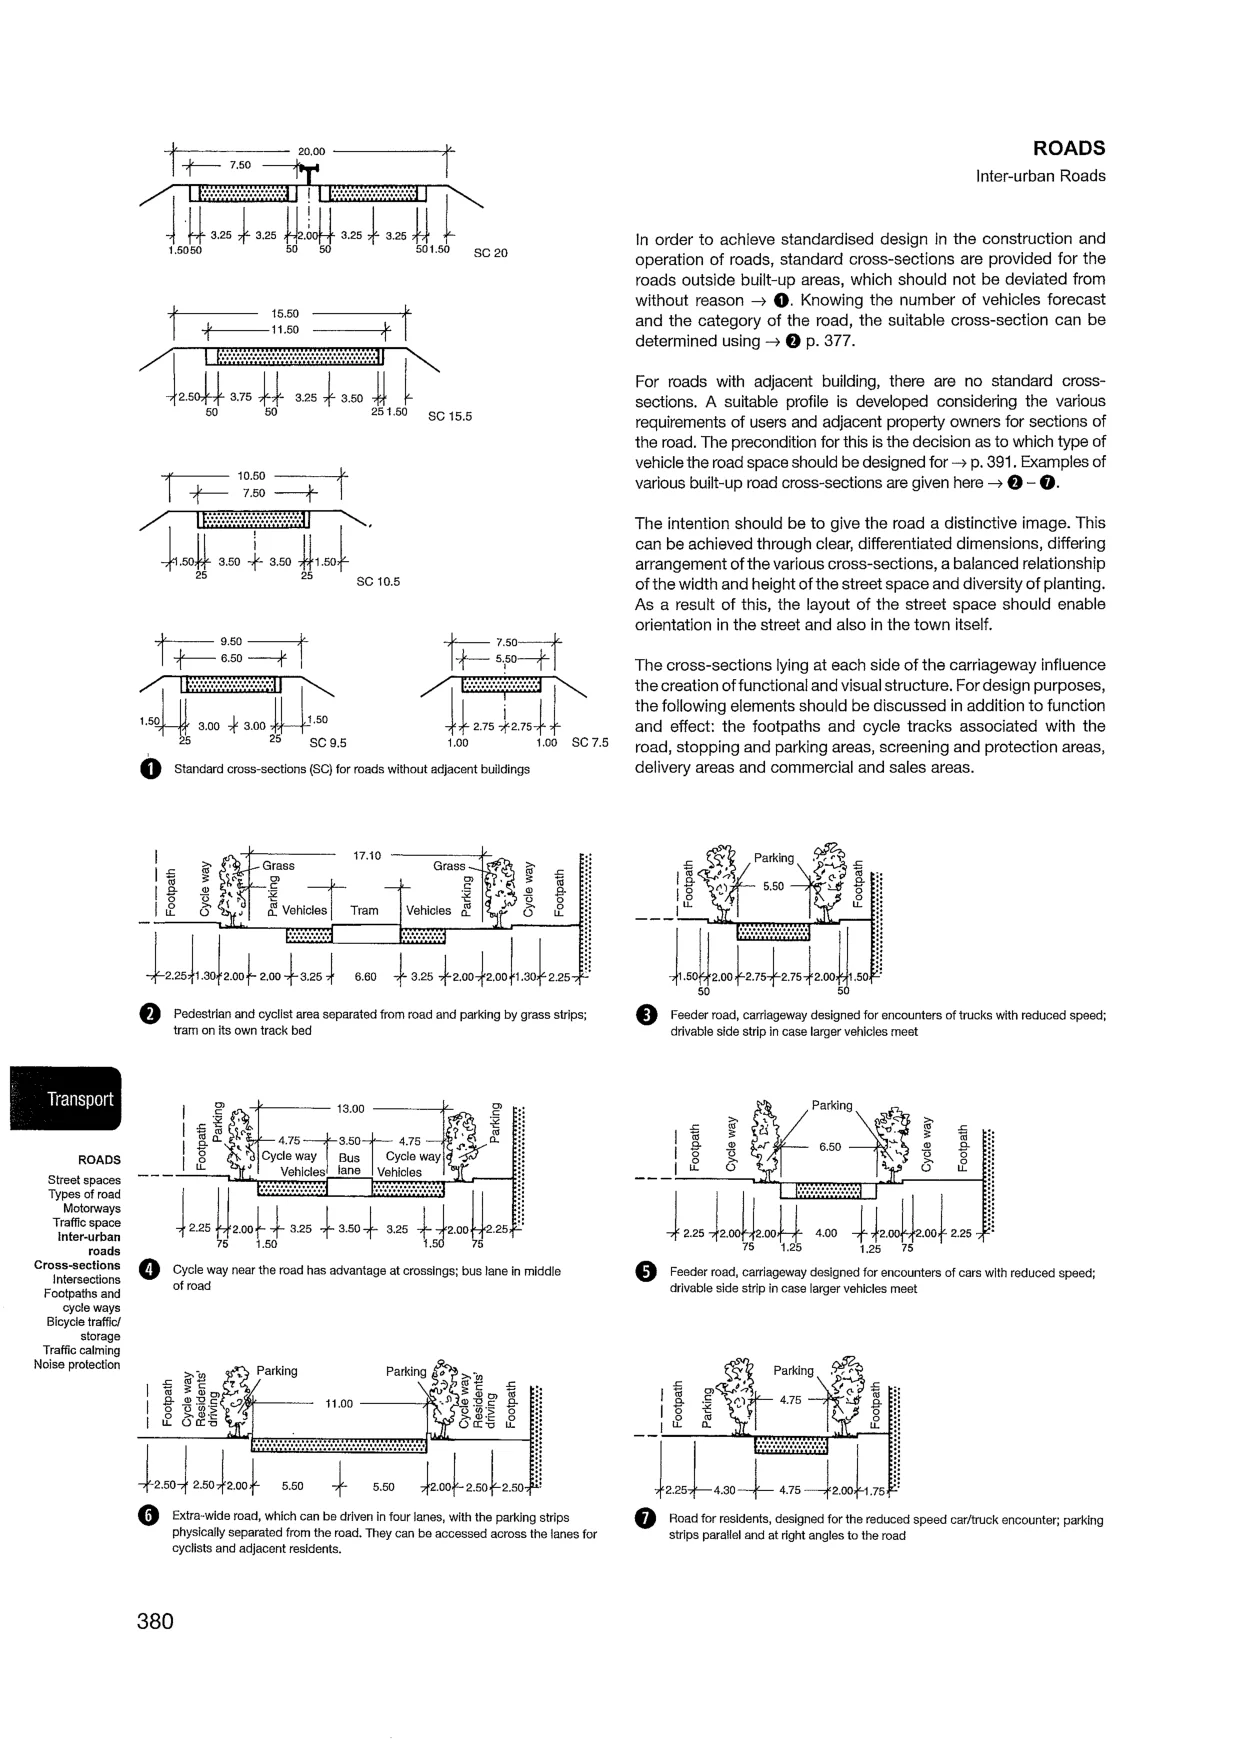 ROADS
Inter-urban Roads
20.00
7.50
3.25 3.25 2.00 3.25 3.25
1.50 50 50 50 50 1.50 SC 20
15.50
11.50
2.50 3.75 3.25 3.50
50 50 25 1.50 SC 15.5
10.50
7.50
1.50 3.50 3.50 1.50
25 25 SC 10.5
9.50
6.50
1.50 3.00 3.00 1.50
25 25 SC 9.5
7.50
5.50
2.75 2.75
1.00 1.00 SC 7.5
1 Standard cross-sections (SC) for roads without adjacent buildings
In order to achieve standardised design in the construction and
operation of roads, standard cross-sections are provided for the
roads outside built-up areas, which should not be deviated from
without reason → 1. Knowing the number of vehicles forecast
and the category of the road, the suitable cross-section can be
determined using → 2 p. 377.
For roads with adjacent building, there are no standard cross-
sections. A suitable profile is developed considering the various
requirements of users and adjacent property owners for sections of
the road. The precondition for this is the decision as to which type of
vehicle the road space should be designed for → p. 391. Examples of
various built-up road cross-sections are given here → 2 – 7.
The intention should be to give the road a distinctive image. This
can be achieved through clear, differentiated dimensions, differing
arrangement of the various cross-sections, a balanced relationship
of the width and height of the street space and diversity of planting.
As a result of this, the layout of the street space should enable
orientation in the street and also in the town itself.
The cross-sections lying at each side of the carriageway influence
the creation of functional and visual structure. For design purposes,
the following elements should be discussed in addition to function
and effect: the footpaths and cycle tracks associated with the
road, stopping and parking areas, screening and protection areas,
delivery areas and commercial and sales areas.
17.10
Footpath Cycle way Grass Parking Vehicles Tram Vehicles Grass Parking Cycle way Footpath
2.25 1.30 2.00 2.00 3.25 6.60 3.25 2.00 2.00 1.30 2.25
2 Pedestrian and cyclist area separated from road and parking by grass strips;
tram on its own track bed
Footpath Parking Footpath
5.50
1.50 2.00 2.75 2.75 2.00 1.50
50 50
3 Feeder road, carriageway designed for encounters of trucks with reduced speed;
drivable side strip in case larger vehicles meet
13.00
Footpath Parking 4.75 3.50 4.75 Parking
Cycle way Bus Cycle way
Vehicles lane Vehicles
2.25 2.00 3.25 3.50 3.25 2.00 2.25
75 1.50 1.50 75
4 Cycle way near the road has advantage at crossings; bus lane in middle
of road
Footpath Cycle way Parking Cycle way Footpath
6.50
2.25 2.00 2.00 4.00 2.00 2.00 2.25
75 1.25 1.25 75
5 Feeder road, carriageway designed for encounters of cars with reduced speed;
drivable side strip in case larger vehicles meet
Footpath Cycle way Residents' driving Parking Parking Cycle way Residents' driving Footpath
11.00
2.50 2.50 2.00 5.50 5.50 2.00 2.50 2.50
6 Extra-wide road, which can be driven in four lanes, with the parking strips
physically separated from the road. They can be accessed across the lanes for
cyclists and adjacent residents.
Footpath Parking Parking Footpath
4.75
2.25 4.30 4.75 2.00 1.75
7 Road for residents, designed for the reduced speed car/truck encounter; parking
strips parallel and at right angles to the road
Transport
ROADS
Street spaces
Types of road
Motorways
Traffic space
Inter-urban
roads
Cross-sections
Intersections
Footpaths and
cycle ways
Bicycle traffic/
storage
Traffic calming
Noise protection
380